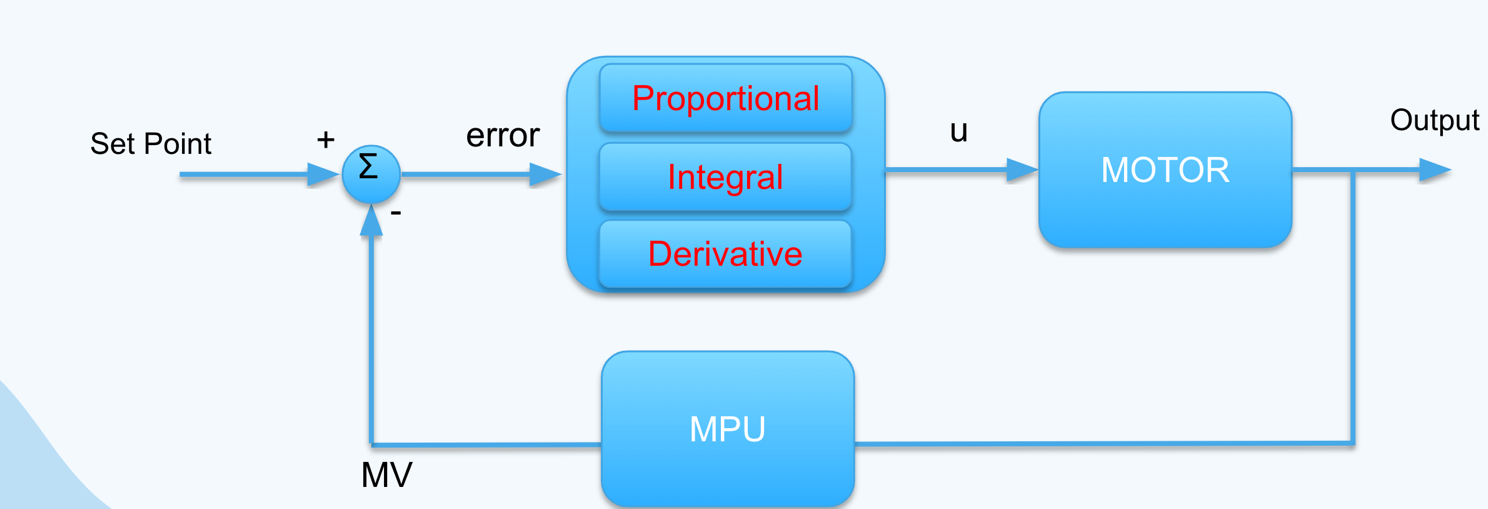 Set Point
+
Σ
-
error
Proportional
Integral
Derivative
u
MOTOR
Output
MPU
MV